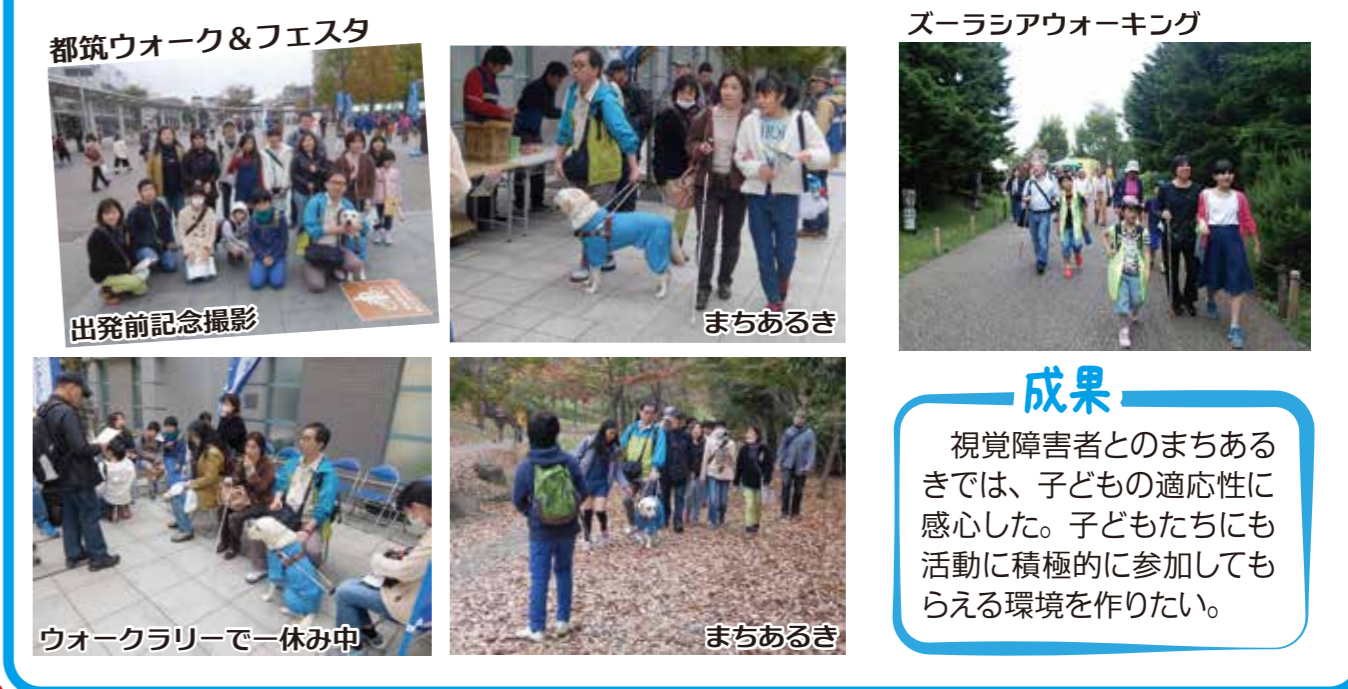 都筑ウォーク＆フェスタ
出発前記念撮影
まちあるき
ズーラシアウォーキング
ウォークラリーで一休み中
まちあるき
成果
視覚障害者とのまちある
きでは、子どもの適応性に
感心した。子どもたちにも
活動に積極的に参加しても
らえる環境を作りたい。